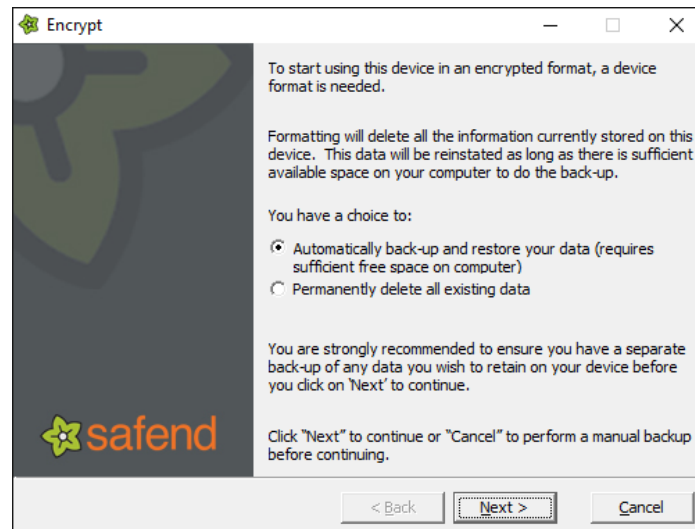 Encrypt
To start using this device in an encrypted format, a device
format is needed.
Formatting will delete all the information currently stored on this
device. This data will be reinstated as long as there is sufficient
available space on your computer to do the back-up.
You have a choice to:
Automatically back-up and restore your data (requires
sufficient free space on computer)
Permanently delete all existing data
You are strongly recommended to ensure you have a separate
back-up of any data you wish to retain on your device before
you click on 'Next' to continue.
safend
Click "Next" to continue or "Cancel" to perform a manual backup
before continuing.
< Back Next > Cancel